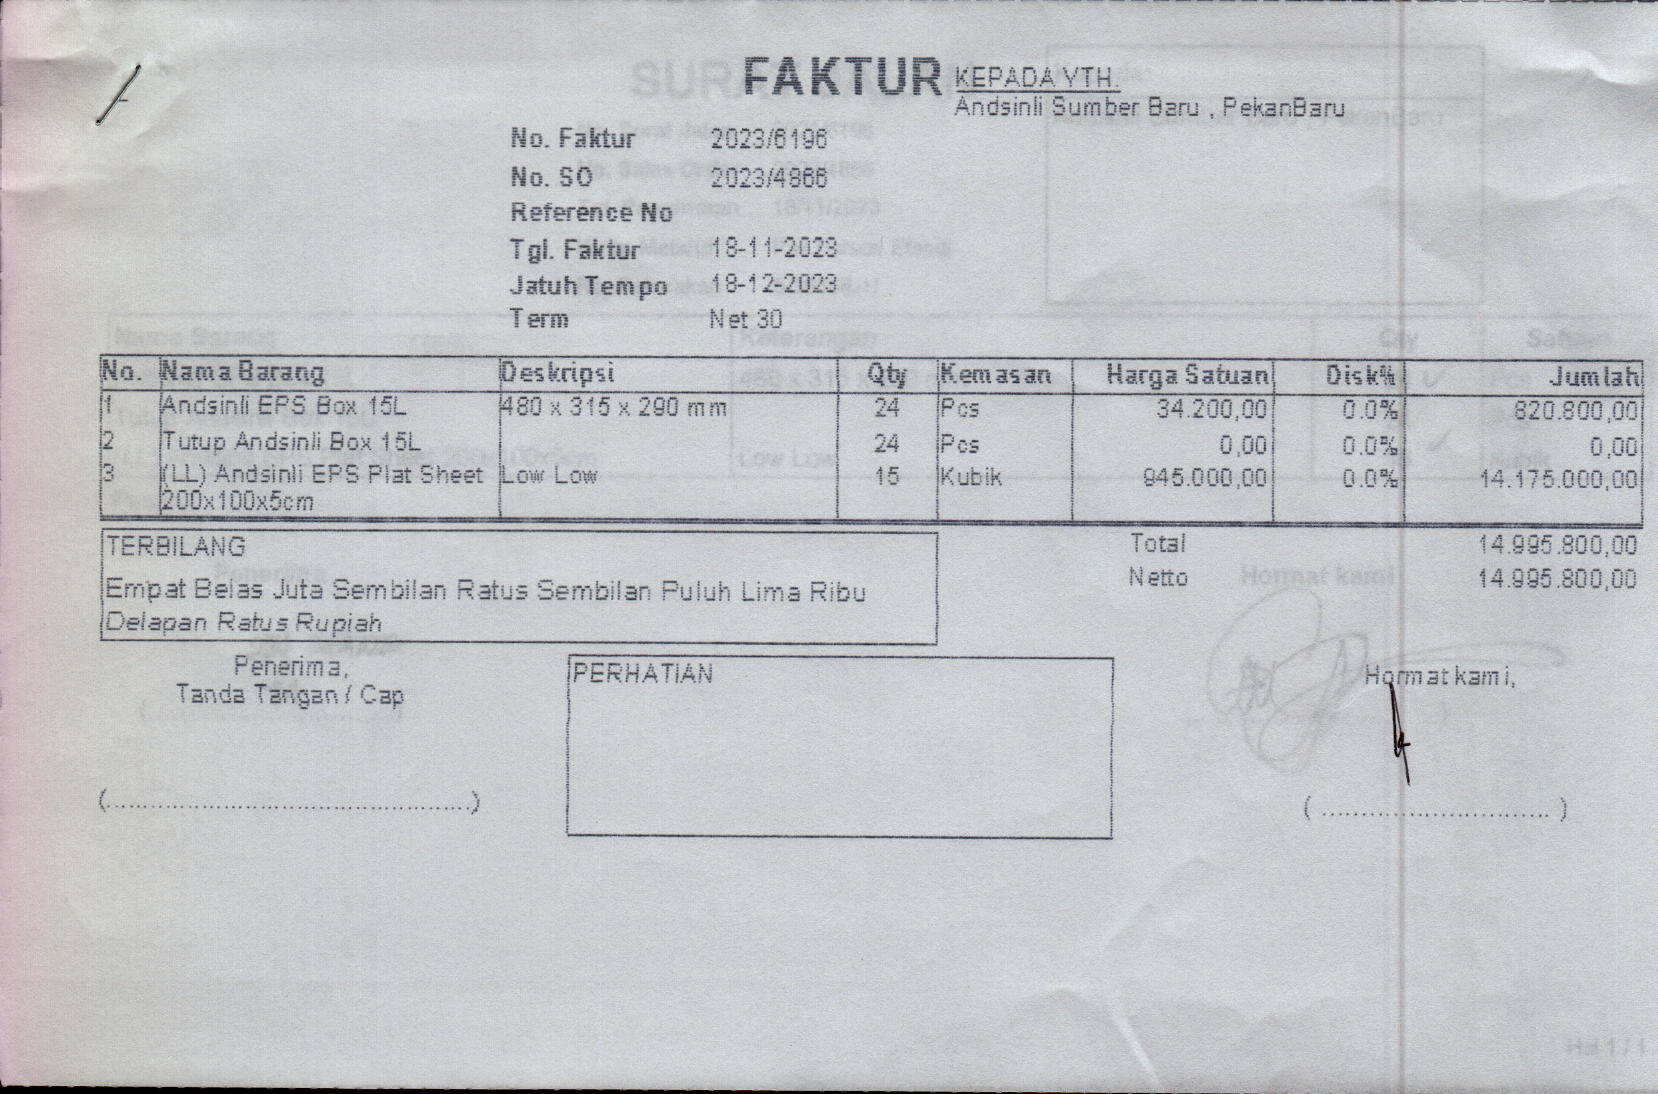 FAKTUR
KEPADA YTH.
Andsinli Sumber Baru , PekanBaru
No. Faktur 2023/6196
No. SO 2023/4866
Reference No
Tgl. Faktur 18-11-2023
Jatuh Tempo 18-12-2023
Term Net 30
No. Nama Barang Deskripsi Qty Kemasan Harga Satuan Disk% Jumlah
1 Andsinli EPS Box 15L 480 x 315 x 290 mm 24 Pcs 34.200,00 0.0% 820.800,00
2 Tutup Andsinli Box 15L 24 Pcs 0,00 0.0% 0,00
3 (LL) Andsinli EPS Plat Sheet Low Low 15 Kubik 945.000,00 0.0% 14.175.000,00
200x100x5cm
TERBILANG
Empat Belas Juta Sembilan Ratus Sembilan Puluh Lima Ribu
Delapan Ratus Rupiah
Total 14.995.800,00
Netto 14.995.800,00
Penerima,
Tanda Tangan / Cap
(..............................................)
PERHATIAN
Hormat kami,
( ............................. )
Hal 1 / 1